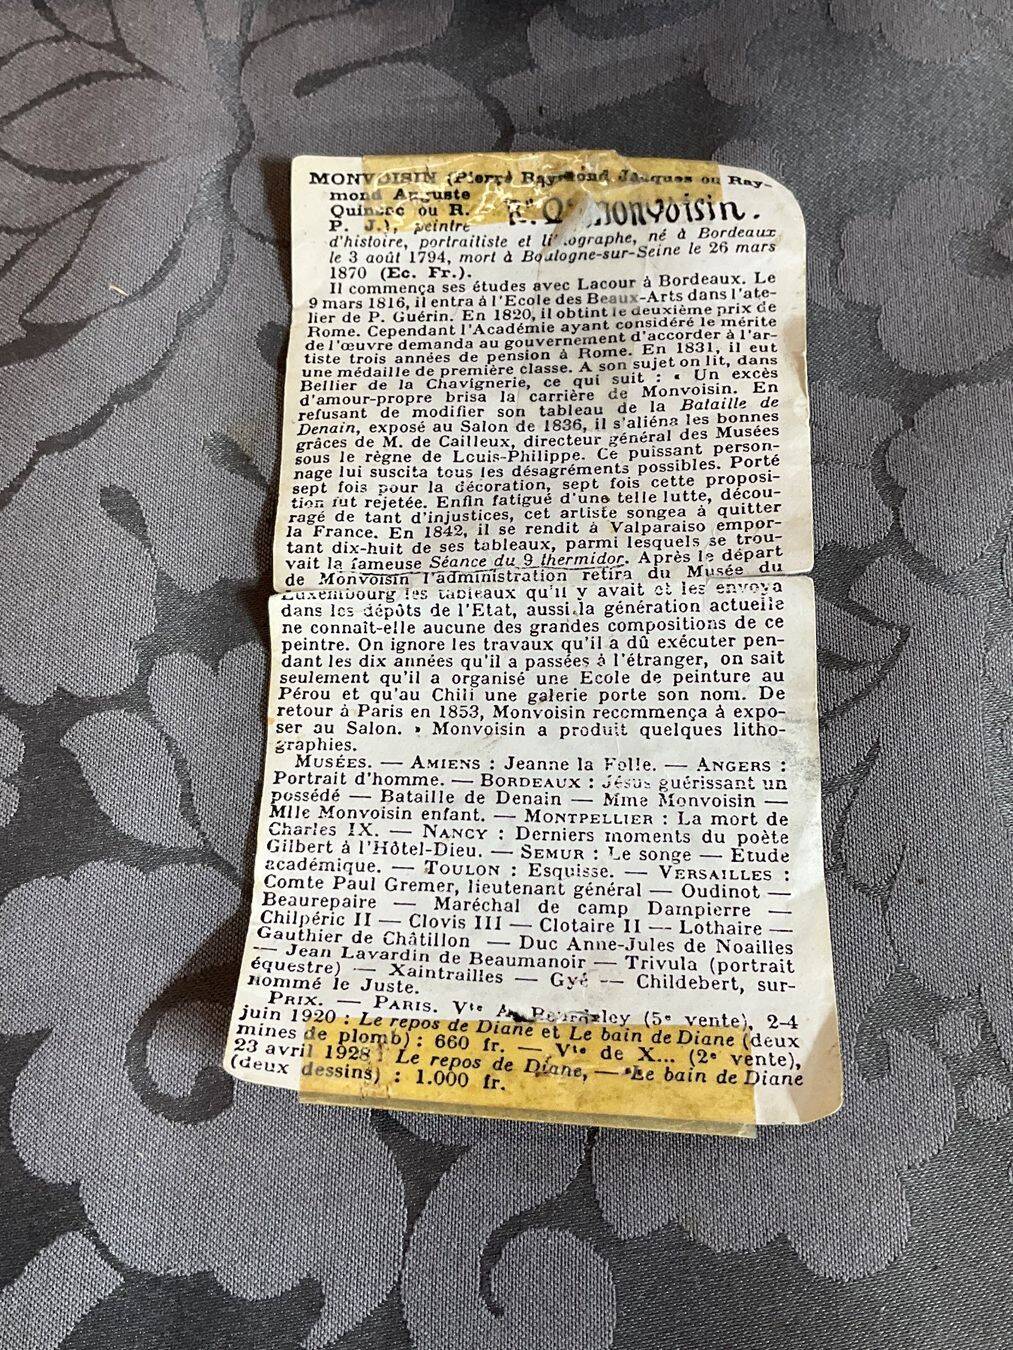 MONVOISIN (Pierre Raymond Jacques ou Ray-
mond Auguste
Quinsac ou R.
P. J.), peintre
R. Q. Monvoisin.
d'histoire, portraitiste et lithographe, né à Bordeaux
le 3 août 1794, mort à Boulogne-sur-Seine le 26 mars
1870 (Ec. Fr.).
Il commença ses études avec Lacour à Bordeaux. Le
9 mars 1816, il entra à l'Ecole des Beaux-Arts dans l'ate-
lier de P. Guérin. En 1820, il obtint le deuxième prix de
Rome. Cependant l'Académie ayant considéré le mérite
de l'œuvre demanda au gouvernement d'accorder à l'ar-
tiste trois années de pension à Rome. En 1831, il eut
une médaille de première classe. A son sujet on lit, dans
Bellier de la Chavignerie, ce qui suit : « Un excès
d'amour-propre brisa la carrière de Monvoisin. En
refusant de modifier son tableau de la Bataille de
Denain, exposé au Salon de 1836, il s'aliéna les bonnes
grâces de M. de Cailleux, directeur général des Musées
sous le règne de Louis-Philippe. Ce puissant person-
nage lui suscita tous les désagréments possibles. Porté
sept fois pour la décoration, sept fois cette proposi-
tion fut rejetée. Enfin fatigué d'une telle lutte, décou-
ragé de tant d'injustices, cet artiste songea à quitter
la France. En 1842, il se rendit à Valparaiso empor-
tant dix-huit de ses tableaux, parmi lesquels se trou-
vait la fameuse Séance du 9 thermidor. Après le départ
de Monvoisin l'administration retira du Musée du
Luxembourg les tableaux qu'il y avait et les envoya
dans les dépôts de l'Etat, aussi la génération actuelle
ne connaît-elle aucune des grandes compositions de ce
peintre. On ignore les travaux qu'il a dû exécuter pen-
dant les dix années qu'il a passées à l'étranger, on sait
seulement qu'il a organisé une Ecole de peinture au
Pérou et qu'au Chili une galerie porte son nom. De
retour à Paris en 1853, Monvoisin recommença à expo-
ser au Salon. » Monvoisin a produit quelques litho-
graphies.
MUSÉES. — AMIENS : Jeanne la Folle. — ANGERS :
Portrait d'homme. — BORDEAUX : Jésus guérissant un
possédé — Bataille de Denain — Mme Monvoisin —
Mlle Monvoisin enfant. — MONTPELLIER : La mort de
Charles IX. — NANCY : Derniers moments du poète
Gilbert à l'Hôtel-Dieu. — SEMUR : Le songe — Etude
académique. — TOULON : Esquisse. — VERSAILLES :
Comte Paul Gremer, lieutenant général — Oudinot —
Beaurepaire — Maréchal de camp Dampierre —
Chilpéric II — Clovis III — Clotaire II — Lothaire —
Gauthier de Châtillon — Duc Anne-Jules de Noailles
— Jean Lavardin de Beaumanoir — Trivula (portrait
équestre) — Xaintrailles — Gyé — Childebert, sur-
nommé le Juste.
PRIX. — PARIS. Vte A. (5e vente), 2-4
juin 1920 : Le repos de Diane et Le bain de Diane (deux
mines de plomb) : 660 fr. — Vte de X... (2e vente),
23 avril 1928 : Le repos de Diane, — Le bain de Diane
(deux dessins) : 1.000 fr.